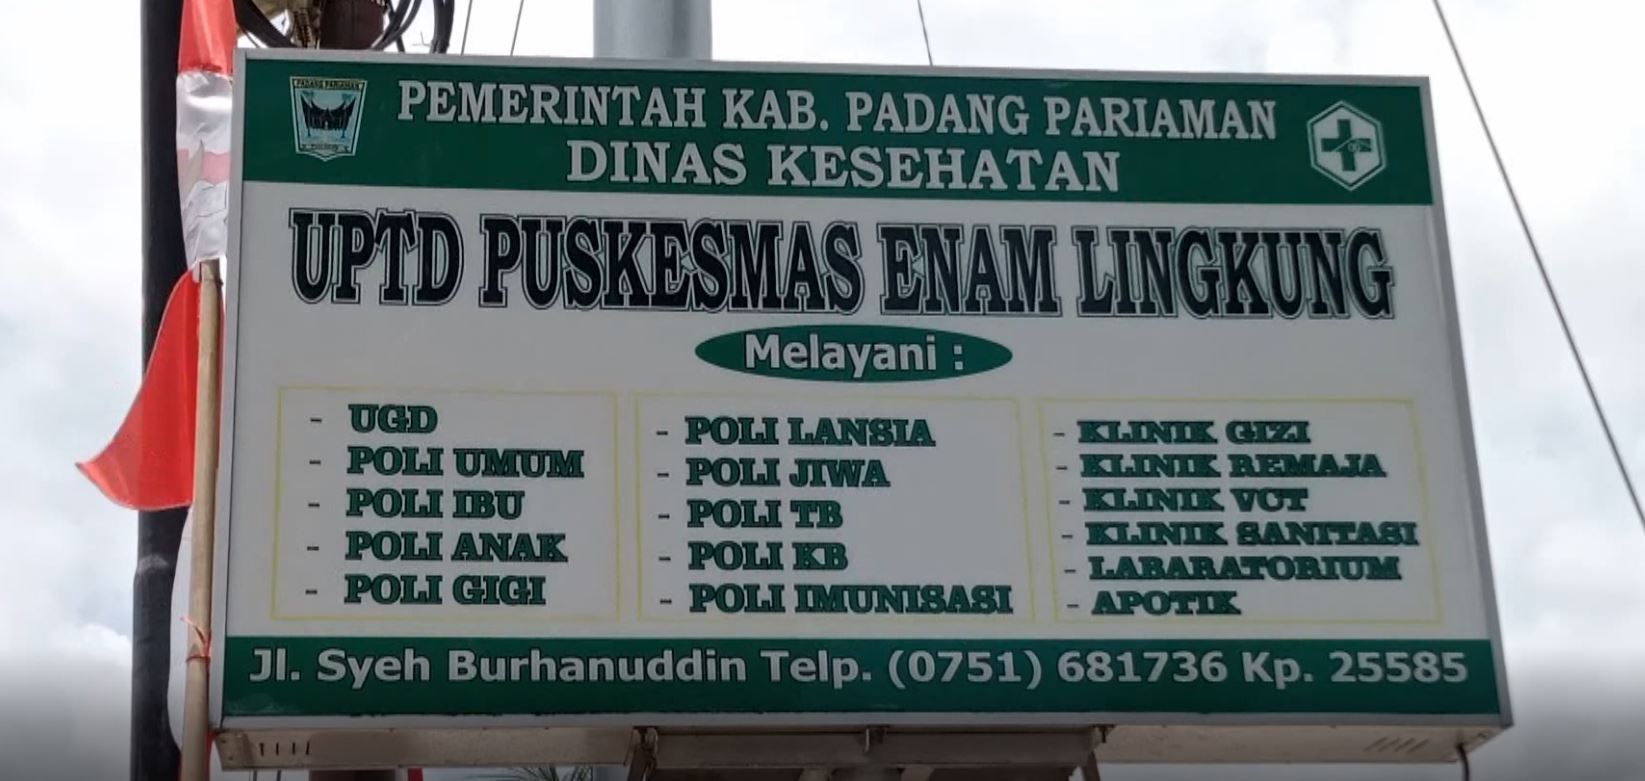 PADANG PARIAMAN
PEMERINTAH KAB. PADANG PARIAMAN
DINAS KESEHATAN
UPTD PUSKESMAS ENAM LINGKUNG
Melayani :
- UGD
- POLI UMUM
- POLI IBU
- POLI ANAK
- POLI GIGI
- POLI LANSIA
- POLI JIWA
- POLI TB
- POLI KB
- POLI IMUNISASI
- KLINIK GIZI
- KLINIK REMAJA
- KLINIK VCT
- KLINIK SANITASI
- LABARATORIUM
- APOTIK
Jl. Syeh Burhanuddin Telp. (0751) 681736 Kp. 25585